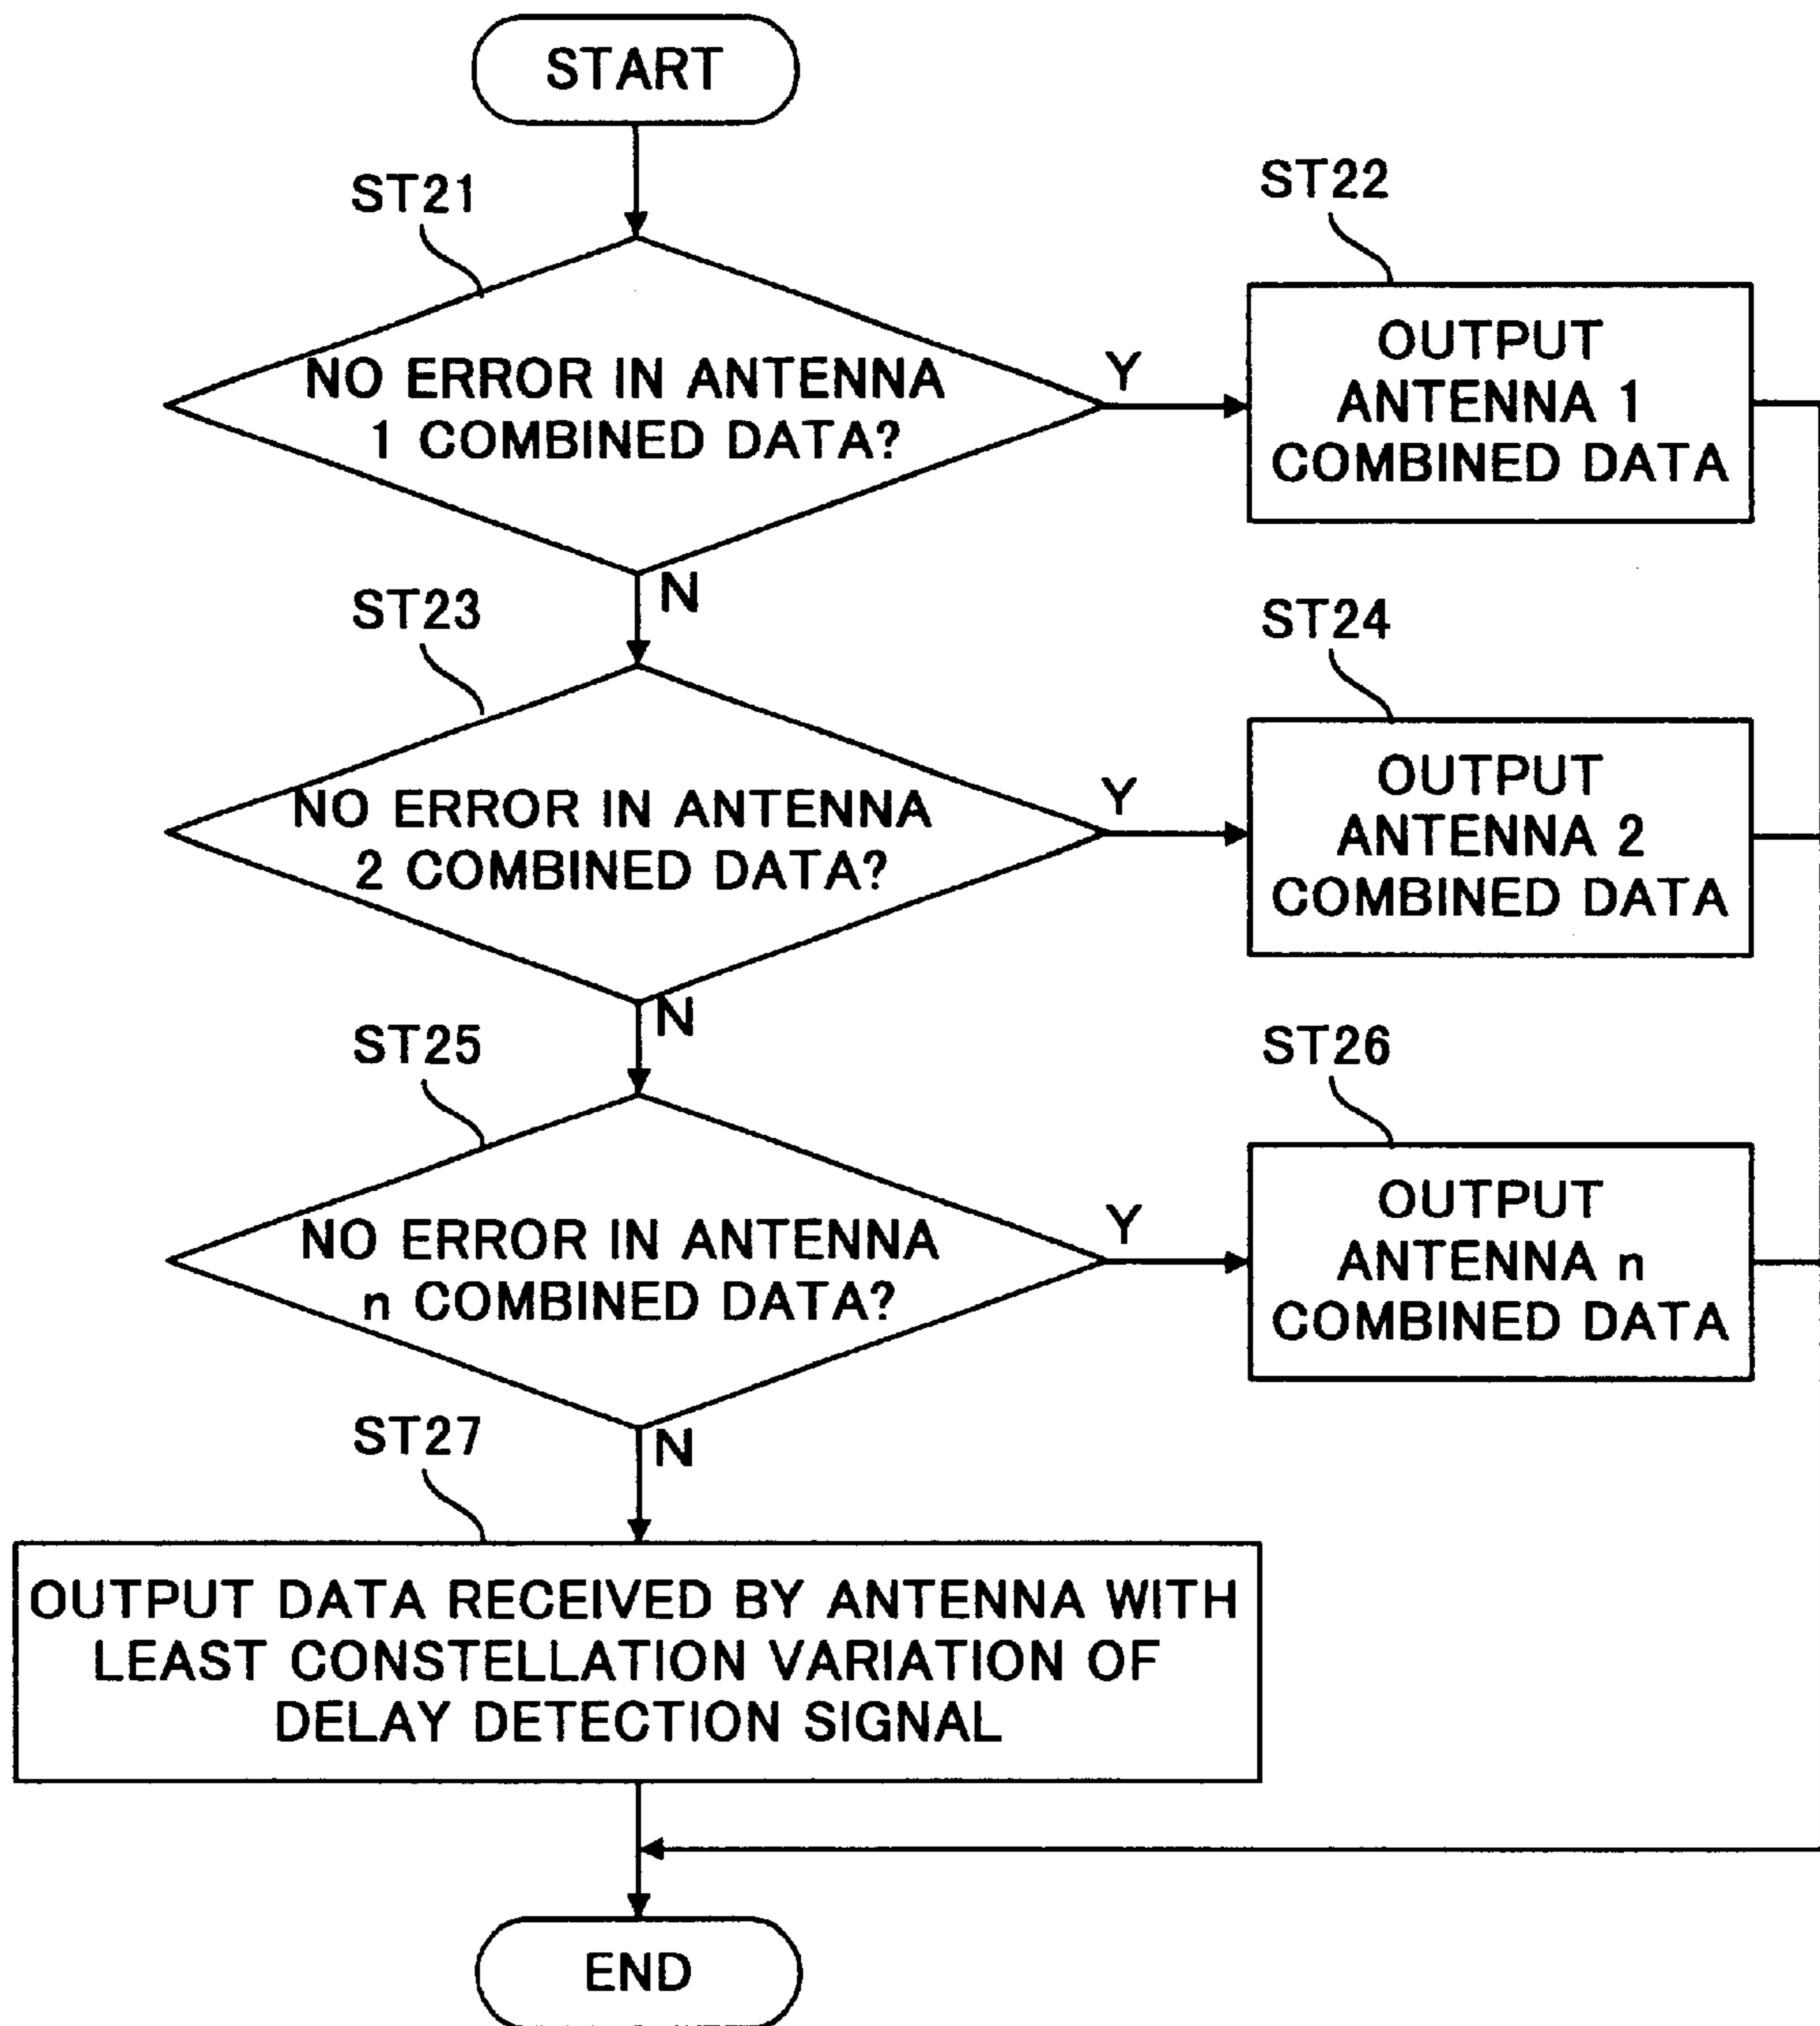 START
ST21
ST22
NO ERROR IN ANTENNA
1 COMBINED DATA?
Y
OUTPUT
ANTENNA 1
COMBINED DATA
N
ST23
ST24
NO ERROR IN ANTENNA
2 COMBINED DATA?
Y
OUTPUT
ANTENNA 2
COMBINED DATA
N
ST25
ST26
NO ERROR IN ANTENNA
n COMBINED DATA?
Y
OUTPUT
ANTENNA n
COMBINED DATA
N
ST27
OUTPUT DATA RECEIVED BY ANTENNA WITH
LEAST CONSTELLATION VARIATION OF
DELAY DETECTION SIGNAL
END